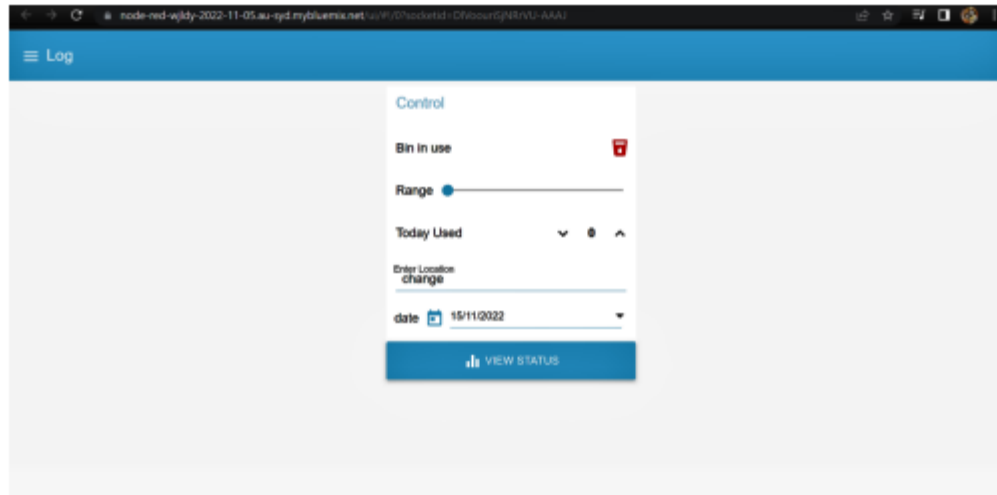 node-red-wjldy-2022-11-05.au-syd.mybluemix.net
Log
Control
Bin in use
Range
Today Used 0
Enter Location
change
date 15/11/2022
VIEW STATUS